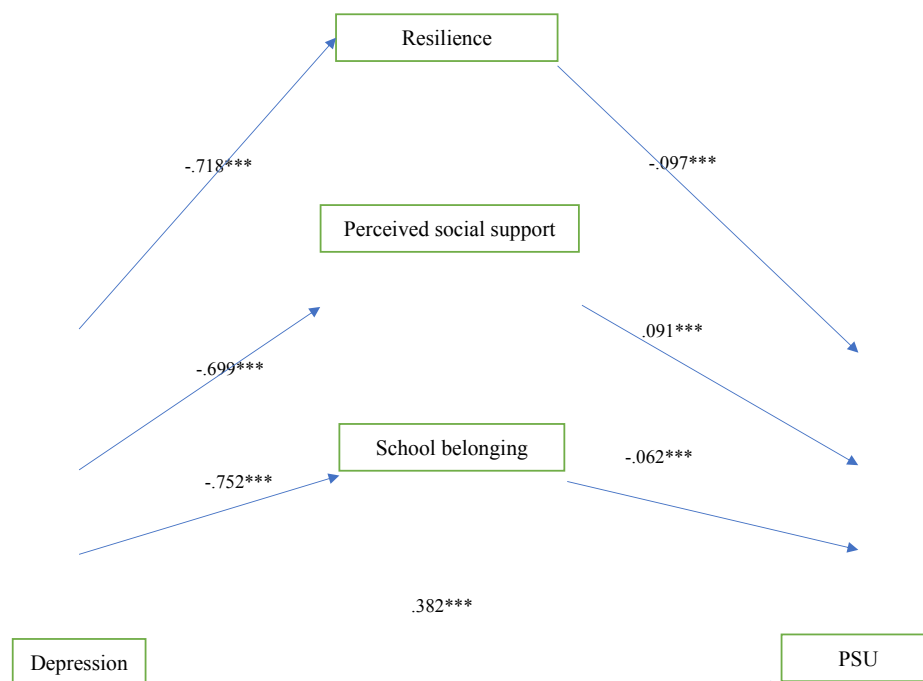 Resilience
-.718***
-.097***
Perceived social support
.091***
-.699***
School belonging
-.062***
-.752***
.382***
Depression
PSU